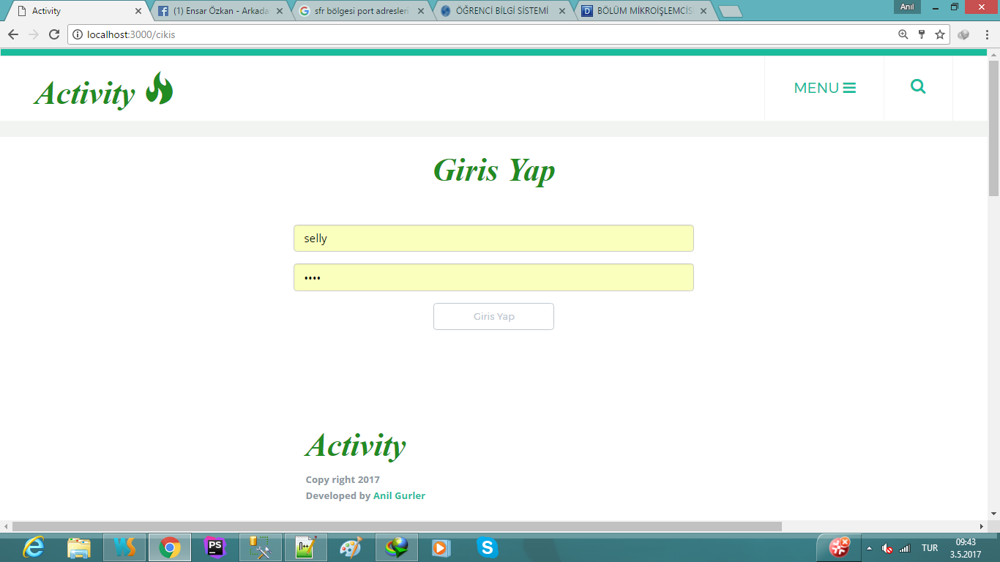 Activity
(1) Ensar Özkan - Arkada
sfr bölgesi port adresleri
ÖĞRENCİ BİLGİ SİSTEMİ
BÖLÜM MİKROİŞLEMCİS
Anıl
localhost:3000/cikis
Activity
MENU
Giris Yap
selly
••••
Giris Yap
Activity
Copy right 2017
Developed by Anil Gurler
WS
PS
N++
TUR
09:43
3.5.2017